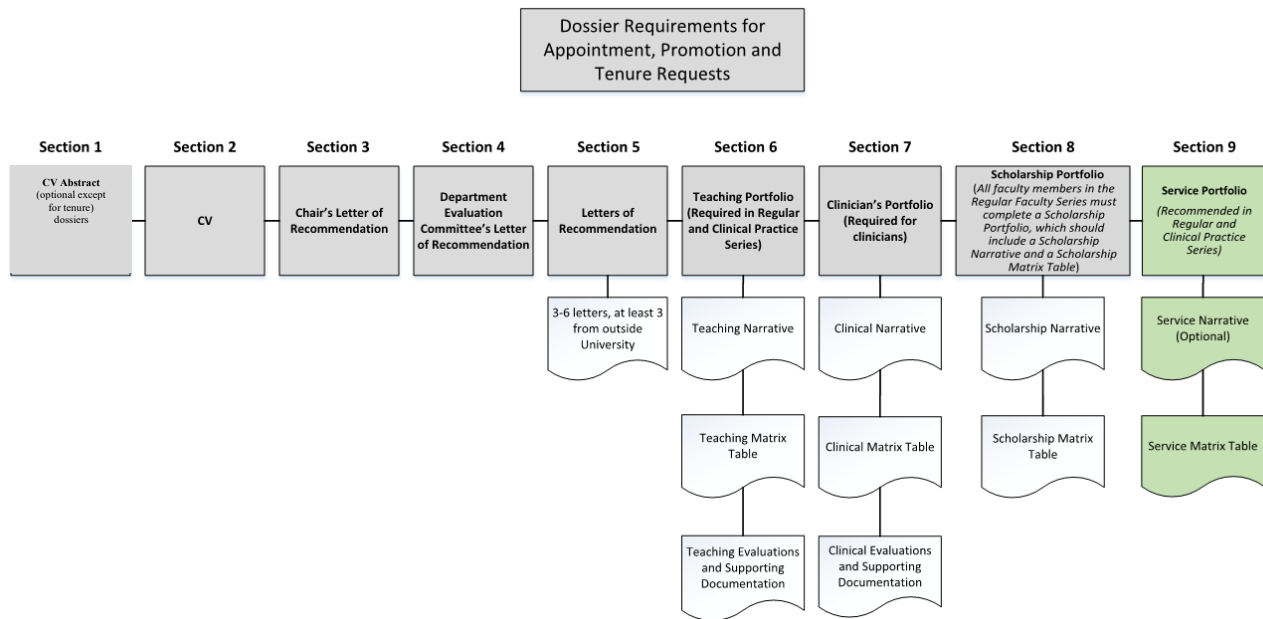 Dossier Requirements for
Appointment, Promotion and
Tenure Requests
Section 1
CV Abstract
(optional except
for tenure)
dossiers
Section 2
CV
Section 3
Chair's Letter of
Recommendation
Section 4
Department
Evaluation
Committee's Letter
of Recommendation
Section 5
Letters of
Recommendation
3-6 letters, at least 3
from outside
University
Section 6
Teaching Portfolio
(Required in Regular
and Clinical Practice
Series)
Teaching Narrative
Teaching Matrix
Table
Teaching Evaluations
and Supporting
Documentation
Section 7
Clinician's Portfolio
(Required for
clinicians)
Clinical Narrative
Clinical Matrix Table
Clinical Evaluations
and Supporting
Documentation
Section 8
Scholarship Portfolio
(All faculty members in the
Regular Faculty Series must
complete a Scholarship
Portfolio, which should
include a Scholarship
Narrative and a Scholarship
Matrix Table)
Scholarship Narrative
Scholarship Matrix
Table
Section 9
Service Portfolio
(Recommended in
Regular and
Clinical Practice
Series)
Service Narrative
(Optional)
Service Matrix Table